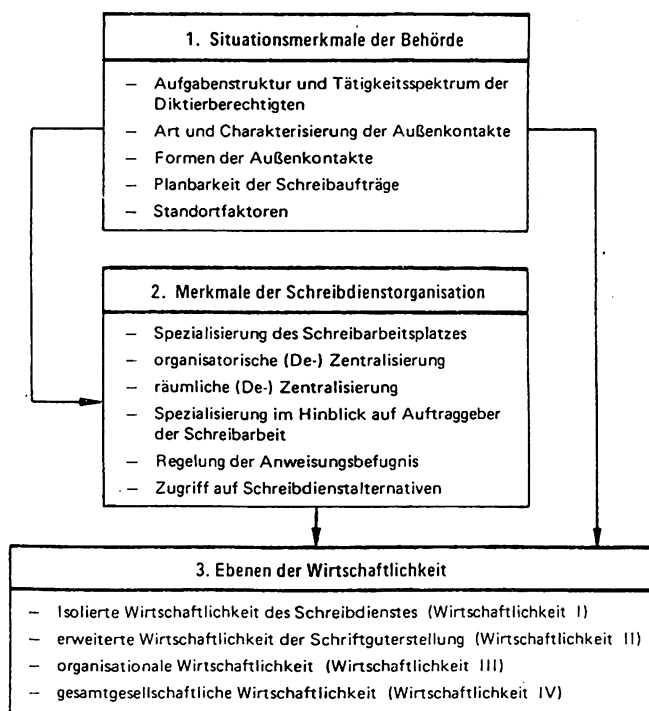 1. Situationsmerkmale der Behörde
– Aufgabenstruktur und Tätigkeitsspektrum der
Diktierberechtigten
– Art und Charakterisierung der Außenkontakte
– Formen der Außenkontakte
– Planbarkeit der Schreibaufträge
– Standortfaktoren
2. Merkmale der Schreibdienstorganisation
– Spezialisierung des Schreibarbeitsplatzes
– organisatorische (De-) Zentralisierung
– räumliche (De-) Zentralisierung
– Spezialisierung im Hinblick auf Auftraggeber
der Schreibarbeit
– Regelung der Anweisungsbefugnis
– Zugriff auf Schreibdienstalternativen
3. Ebenen der Wirtschaftlichkeit
– Isolierte Wirtschaftlichkeit des Schreibdienstes (Wirtschaftlichkeit I)
– erweiterte Wirtschaftlichkeit der Schriftguterstellung (Wirtschaftlichkeit II)
– organisationale Wirtschaftlichkeit (Wirtschaftlichkeit III)
– gesamtgesellschaftliche Wirtschaftlichkeit (Wirtschaftlichkeit IV)